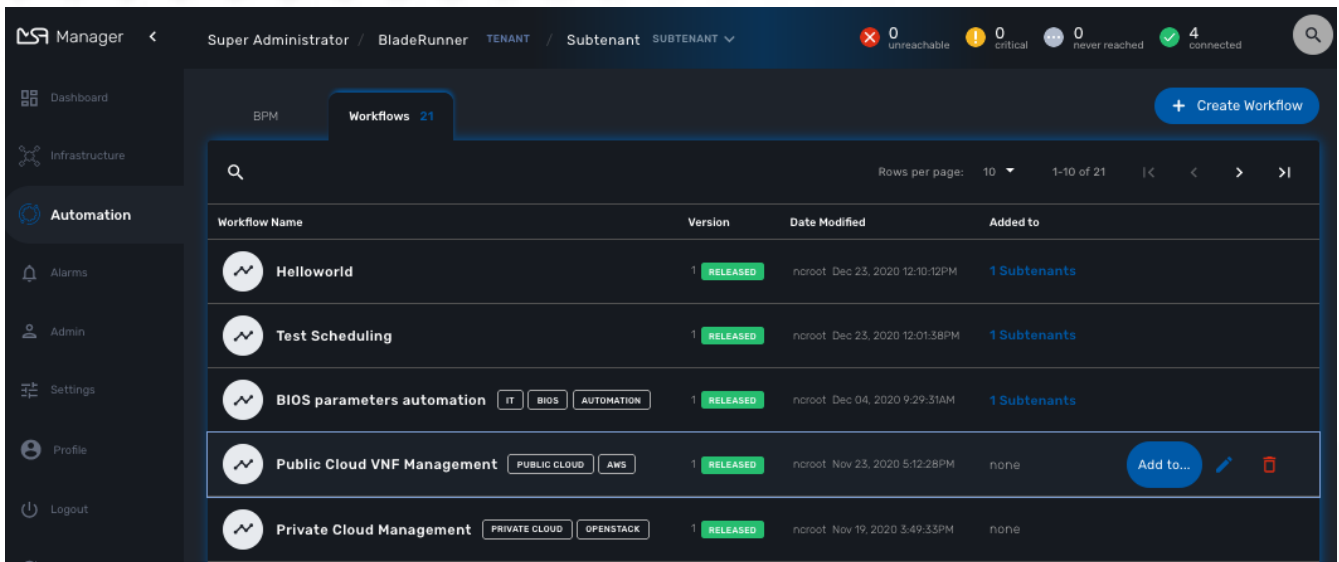 MSA Manager
Super Administrator / BladeRunner TENANT / Subtenant SUBTENANT
0 unreachable
0 critical
0 never reached
4 connected
Dashboard
Infrastructure
Automation
Alarms
Admin
Settings
Profile
Logout
BPM
Workflows 21
+ Create Workflow
Rows per page: 10 1-10 of 21
Workflow Name Version Date Modified Added to
Helloworld 1 RELEASED ncroot Dec 23, 2020 12:10:12PM 1 Subtenants
Test Scheduling 1 RELEASED ncroot Dec 23, 2020 12:01:38PM 1 Subtenants
BIOS parameters automation IT BIOS AUTOMATION 1 RELEASED ncroot Dec 04, 2020 9:29:31AM 1 Subtenants
Public Cloud VNF Management PUBLIC CLOUD AWS 1 RELEASED ncroot Nov 23, 2020 5:12:28PM none Add to...
Private Cloud Management PRIVATE CLOUD OPENSTACK 1 RELEASED ncroot Nov 19, 2020 3:49:33PM none